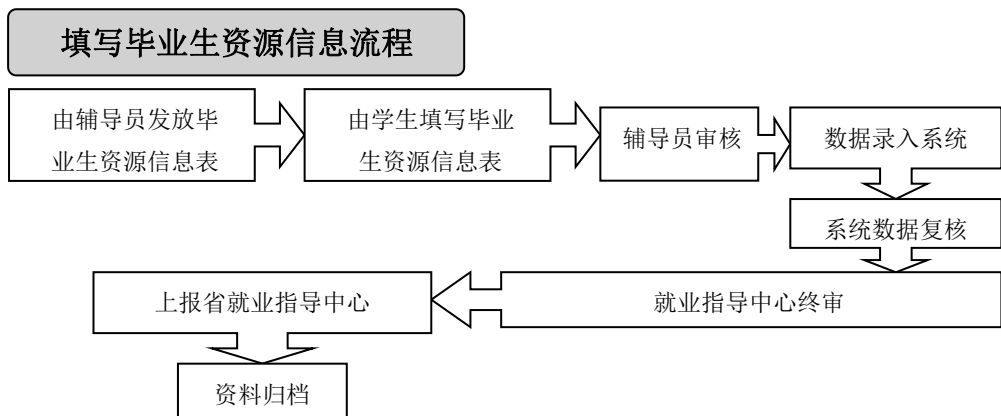 填写毕业生资源信息流程
由辅导员发放毕
业生资源信息表
由学生填写毕业
生资源信息表
辅导员审核
数据录入系统
系统数据复核
就业指导中心终审
上报省就业指导中心
资料归档